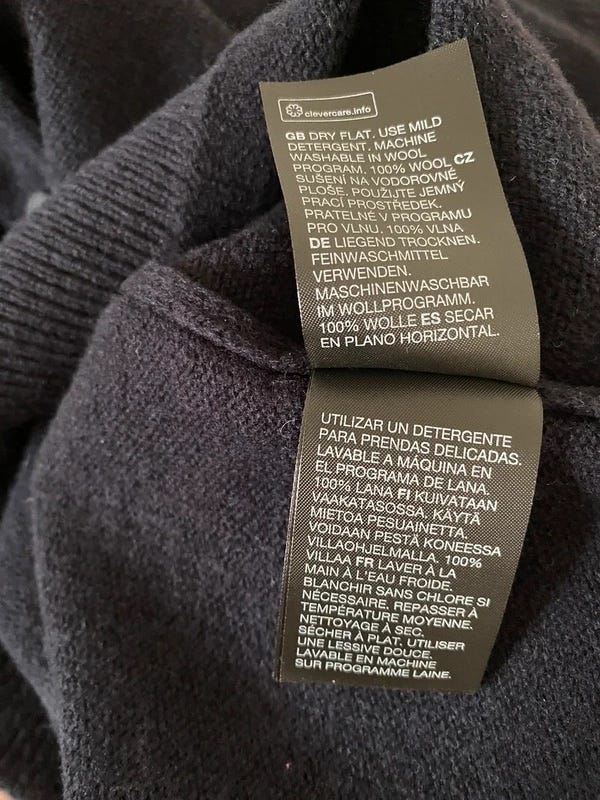 clevercare.info
GB DRY FLAT. USE MILD
DETERGENT. MACHINE
WASHABLE IN WOOL
PROGRAM. 100% WOOL CZ
SUŠENÍ NA VODOROVNÉ
PLOŠE. POUŽIJTE JEMNÝ
PRACÍ PROSTŘEDEK.
PRATELNÉ V PROGRAMU
PRO VLNU. 100% VLNA
DE LIEGEND TROCKNEN.
FEINWASCHMITTEL
VERWENDEN.
MASCHINENWASCHBAR
IM WOLLPROGRAMM.
100% WOLLE ES SECAR
EN PLANO HORIZONTAL.
UTILIZAR UN DETERGENTE
PARA PRENDAS DELICADAS.
LAVABLE A MÁQUINA EN
EL PROGRAMA DE LANA.
100% LANA FI KUIVATAAN
VAAKATASOSSA. KÄYTÄ
MIETOA PESUAINETTA.
VOIDAAN PESTÄ KONEESSA
VILLAOHJELMALLA. 100%
VILLAA FR LAVER À LA
MAIN À L'EAU FROIDE.
BLANCHIR SANS CHLORE SI
NÉCESSAIRE. REPASSER À
TEMPÉRATURE MOYENNE.
NETTOYAGE À SEC.
SÉCHER À PLAT. UTILISER
UNE LESSIVE DOUCE.
LAVABLE EN MACHINE
SUR PROGRAMME LAINE.